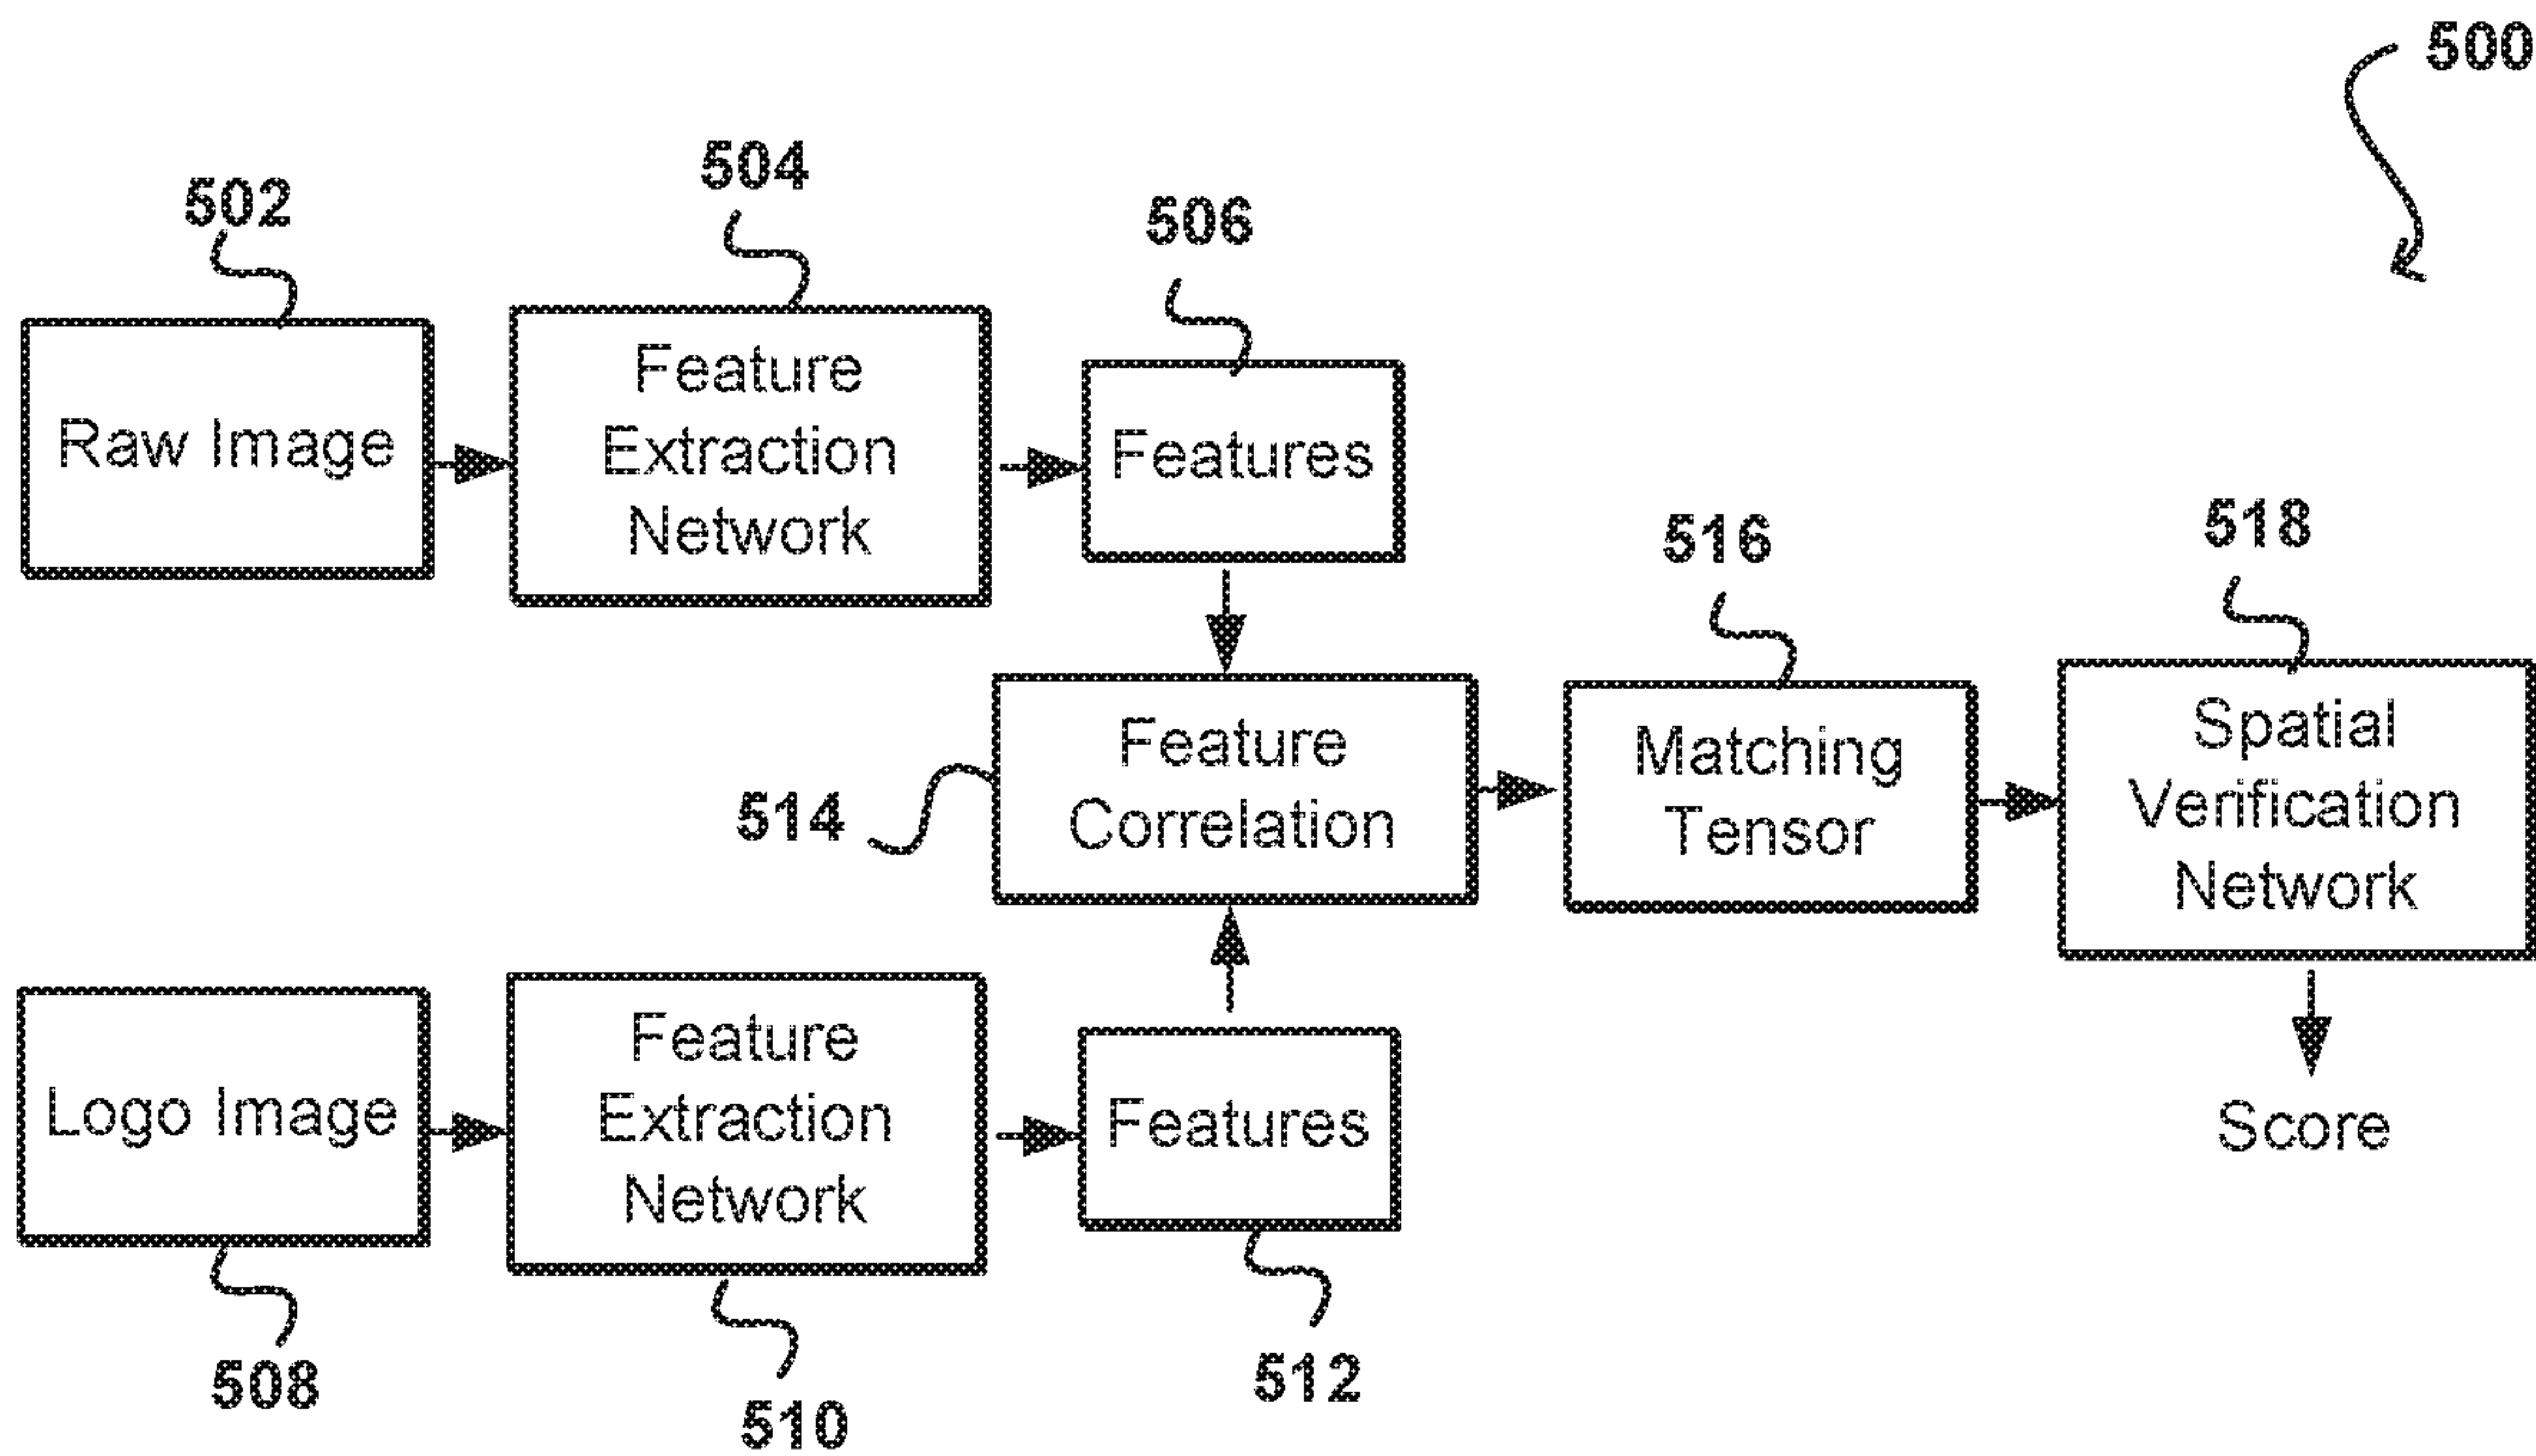 500
502
504
506
Raw Image
Feature
Extraction
Network
Features
514
Feature
Correlation
516
Matching
Tensor
518
Spatial
Verification
Network
Score
Logo Image
508
Feature
Extraction
Network
510
Features
512